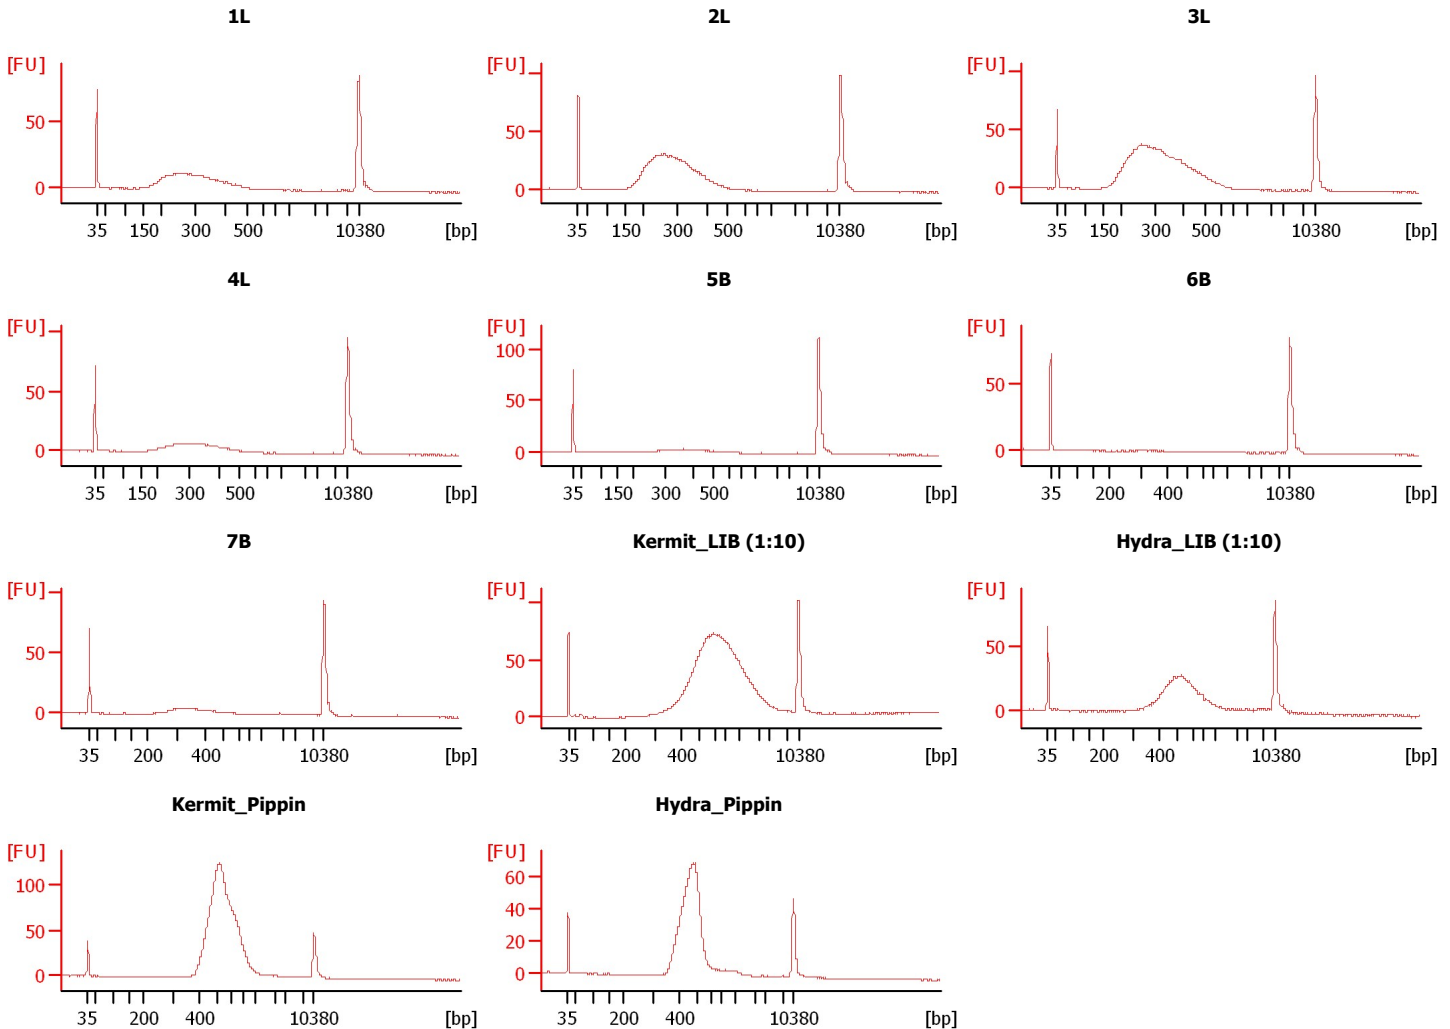 1L 2L 3L
[FU] [FU] [FU]
50 50 50
0 0 0
35 150 300 500 10380 [bp] 35 150 300 500 10380 [bp] 35 150 300 500 10380 [bp]
4L 5B 6B
[FU] [FU] [FU]
100
50 50 50
0 0 0
35 150 300 500 10380 [bp] 35 150 300 500 10380 [bp] 35 200 400 10380 [bp]
7B Kermit_LIB (1:10) Hydra_LIB (1:10)
[FU] [FU] [FU]
50 50 50
0 0 0
35 200 400 10380 [bp] 35 200 400 10380 [bp] 35 200 400 10380 [bp]
Kermit_Pippin Hydra_Pippin
[FU] [FU]
100 60
50 40
20
0 0
35 200 400 10380 [bp] 35 200 400 10380 [bp]